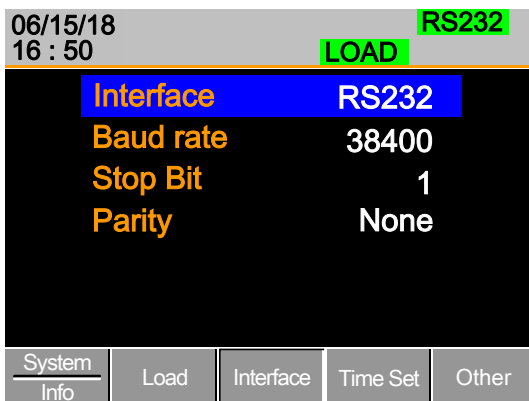 06/15/18 RS232
16 : 50 LOAD
Interface RS232
Baud rate 38400
Stop Bit 1
Parity None
System
Info Load Interface Time Set Other